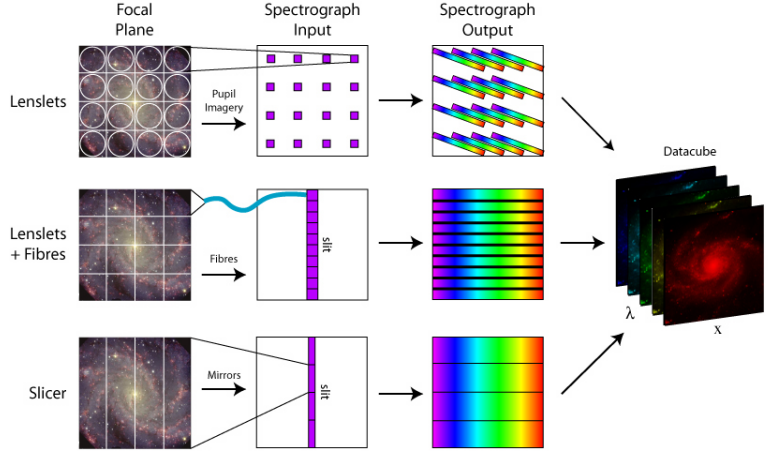 Focal
Plane
Spectrograph
Input
Spectrograph
Output
Lenslets
Pupil
Imagery
Datacube
Lenslets
+ Fibres
Fibres
slit
λ
x
Slicer
Mirrors
slit